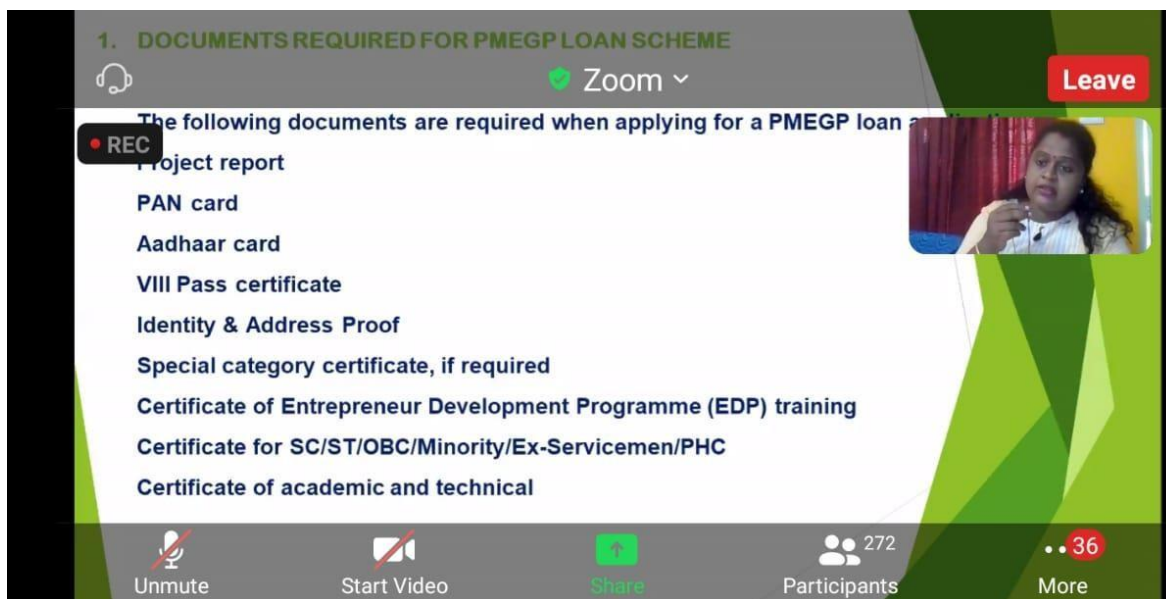 1. DOCUMENTS REQUIRED FOR PMEGP LOAN SCHEME
Zoom
Leave
The following documents are required when applying for a PMEGP loan
REC
Project report
PAN card
Aadhaar card
VIII Pass certificate
Identity & Address Proof
Special category certificate, if required
Certificate of Entrepreneur Development Programme (EDP) training
Certificate for SC/ST/OBC/Minority/Ex-Servicemen/PHC
Certificate of academic and technical
272
36
Unmute
Start Video
Share
Participants
More